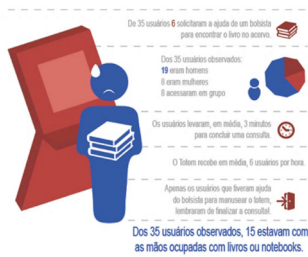 De 35 usuários 6 solicitaram a ajuda de um bolsista
para encontrar o livro no acervo.
Dos 35 usuários observados:
19 eram homens
8 eram mulheres
8 acessaram em grupo
Os usuários levaram, em média, 3 minutos
para concluir uma consulta.
O Totem recebe em média, 6 usuários por hora.
Apenas os usuários que tiveram ajuda
do bolsista para manusear o totem,
lembraram de finalizar a consulta!.
Dos 35 usuários observados, 15 estavam com
as mãos ocupadas com livros ou notebooks.